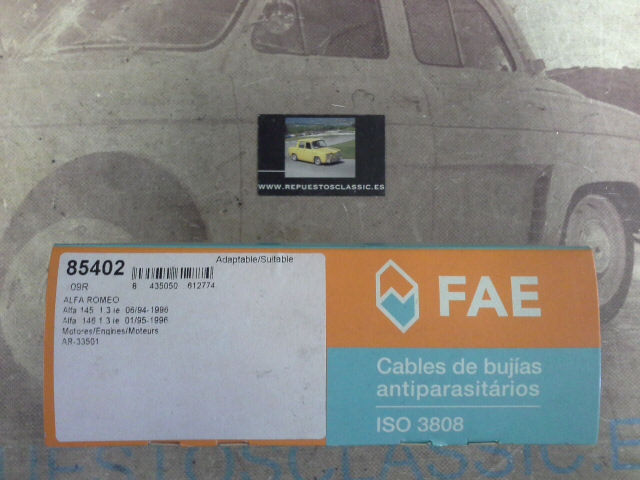 WWW.REPUESTOSCLASSIC.ES
85402
Adaptable/Suitable
09R
8 435050 612774
ALFA ROMEO
Alfa 145 1.3 ie 06/94-1996
Alfa 146 1.3 ie 01/95-1996
Motores/Engines/Moteurs
AR-33501
FAE
Cables de bujías
antiparasitários
ISO 3808
PUESTOSCLASSIC.E